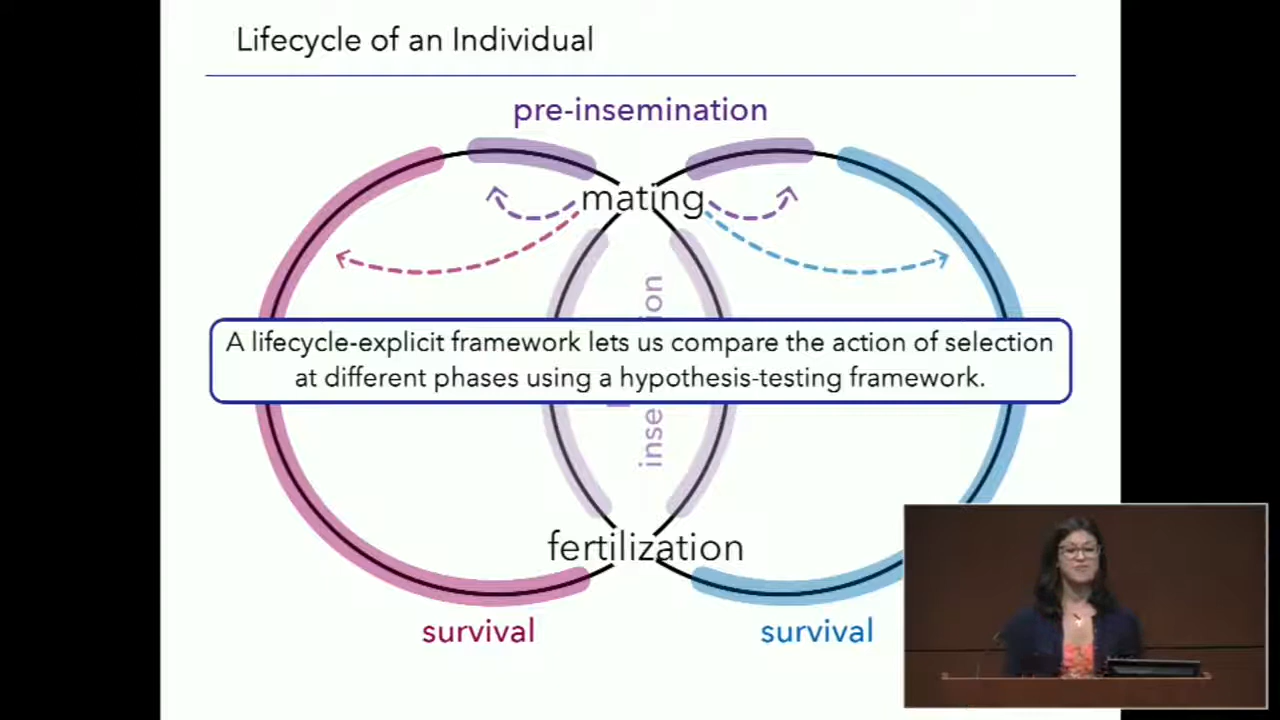 Lifecycle of an Individual
pre-insemination
mating
A lifecycle-explicit framework lets us compare the action of selection
at different phases using a hypothesis-testing framework.
fertilization
survival
survival